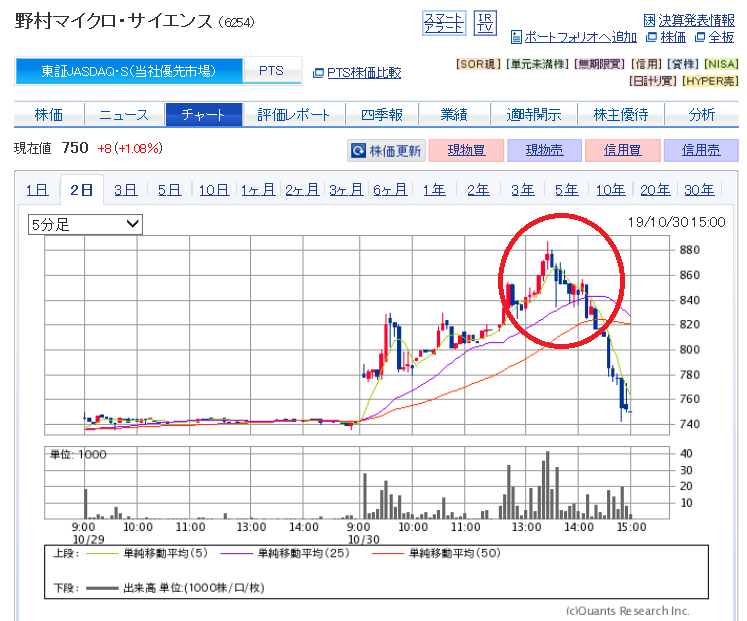 野村マイクロ・サイエンス (6254)
スマートアラート
IR TV
決算発表情報
ポートフォリオへ追加 株価 全板
東証JASDAQ・S(当社優先市場) PTS PTS株価比較
[SOR現] [単元未満株] [無期限買] [信用] [貸株] [NISA]
[日計り買] [HYPER売]
株価 ニュース チャート 評価レポート 四季報 業績 適時開示 株主優待 分析
現在値 750 +8(+1.08%) 株価更新 現物買 現物売 信用買 信用売
1日 2日 3日 5日 10日 1ヶ月 2ヶ月 3ヶ月 6ヶ月 1年 2年 3年 5年 10年 20年 30年
5分足 19/10/30 15:00
880
860
840
820
800
780
760
740
単位: 1000
40
30
20
10
9:00 10:00 11:00 13:00 14:00 9:00 10:00 11:00 13:00 14:00 15:00
10/29 10/30
上段: 単純移動平均(5) 単純移動平均(25) 単純移動平均(50)
下段: 出来高 単位:(1000株/口/枚)
(c)Quants Research Inc.